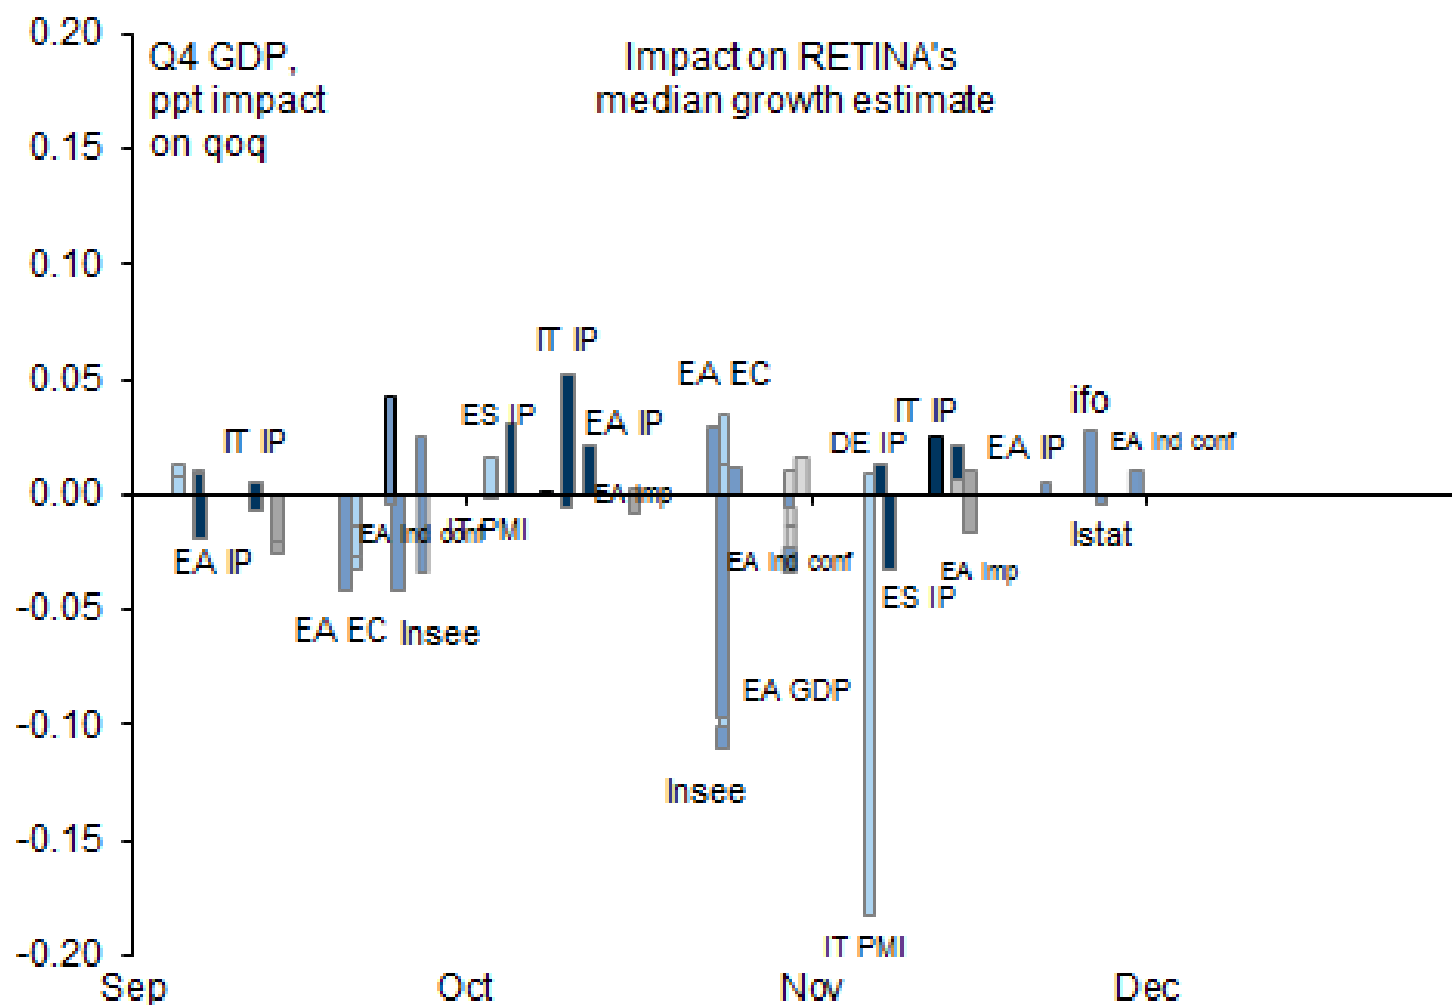 0.20
Q4 GDP,
ppt impact
on qoq
Impact on RETINA's
median growth estimate
0.15
0.10
0.05
0.00
-0.05
-0.10
-0.15
-0.20
IT IP
EA IP
EA EC
Insee
EA Ind conf
IT PMI
ES IP
IT IP
EA IP
EA Imp
EA EC
Insee
EA GDP
EA Ind conf
DE IP
IT PMI
ES IP
IT IP
EA Imp
EA IP
ifo
EA Ind conf
Istat
Sep
Oct
Nov
Dec